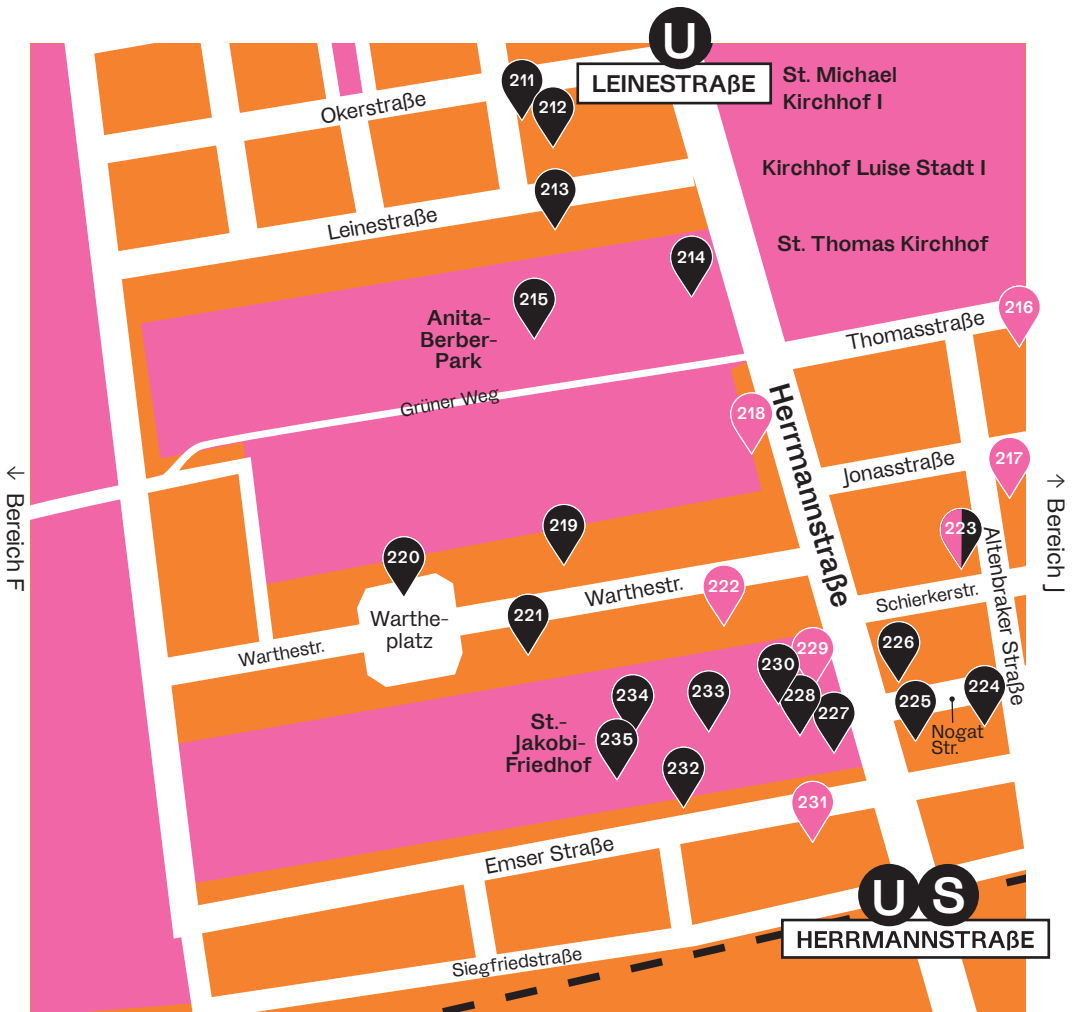 U
LEINESTRAßE
St. Michael
Kirchhof I
211
212
Okerstraße
Kirchhof Luise Stadt I
213
Leinestraße
St. Thomas Kirchhof
214
215
216
Anita-
Berber-
Park
Thomasstraße
Grüner Weg
218
Herrmannstraße
217
Jonasstraße
← Bereich F
→ Bereich J
219
223
Altenbraker Straße
220
Warthe-
platz
221
Warthestr.
222
Schierkerstr.
Warthestr.
226
229
230
228
227
225
224
Nogat
Str.
234
233
235
St.-
Jakobi-
Friedhof
232
231
Emser Straße
U S
HERRMANNSTRAßE
Siegfriedstraße